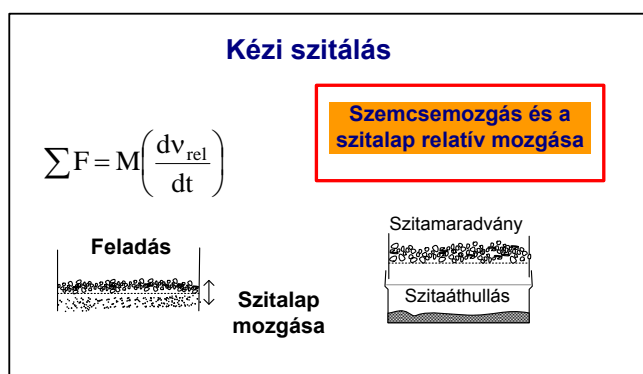 Kézi szitálás
Szemcsemozgás és a
szitalap relatív mozgása
∑F = M(dv_rel/dt)
Feladás
Szitalap
mozgása
Szitamaradvány
Szitaáthullás